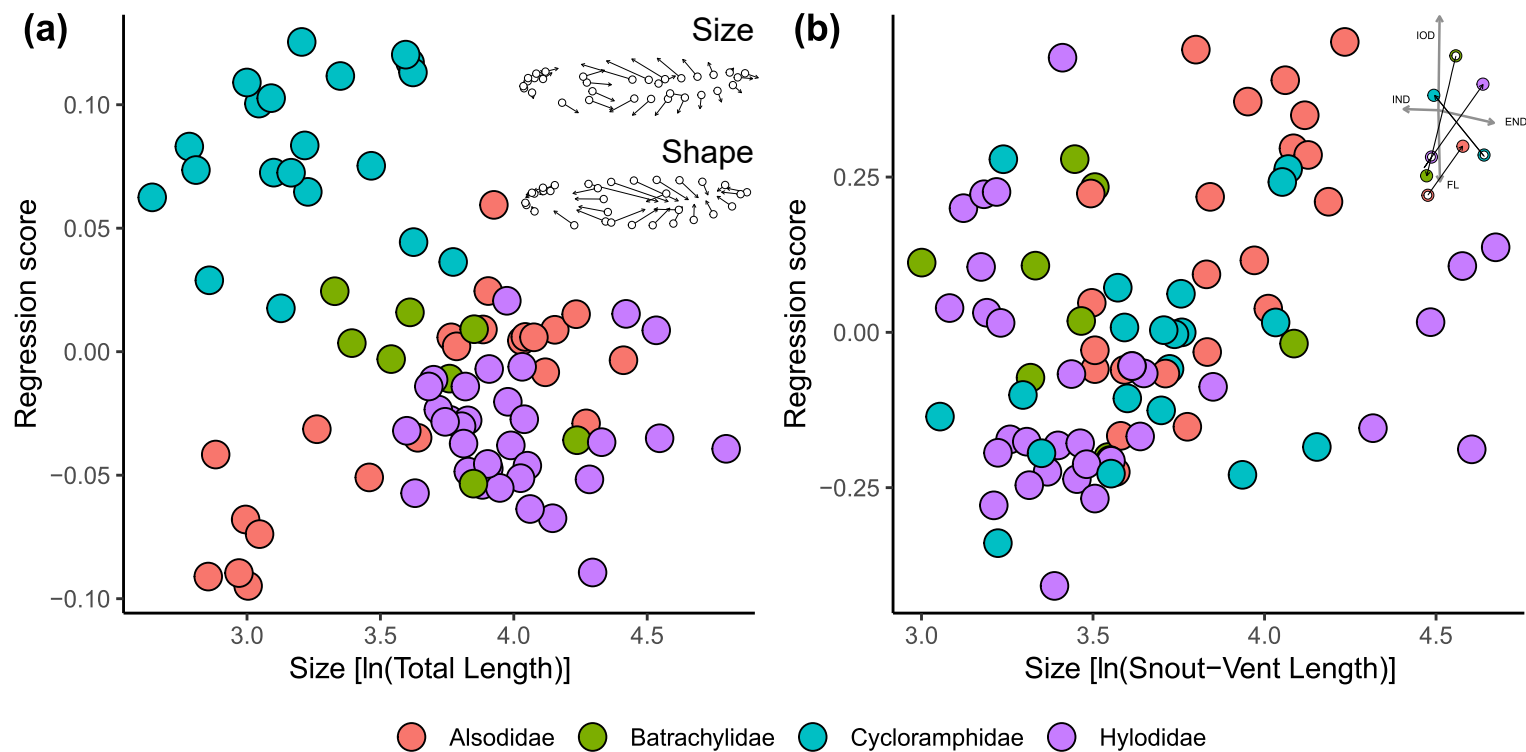 (a)
Size
Shape
Regression score
0.10
0.05
0.00
−0.05
−0.10
3.0 3.5 4.0 4.5
Size [ln(Total Length)]
(b)
IOD
IND
END
FL
Regression score
0.25
0.00
−0.25
3.0 3.5 4.0 4.5
Size [ln(Snout−Vent Length)]
Alsodidae Batrachylidae Cycloramphidae Hylodidae